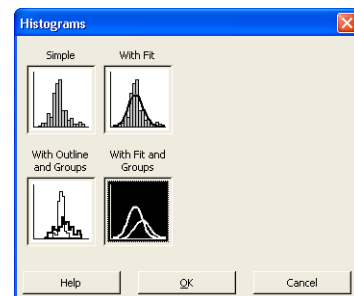 Histograms
Simple
With Fit
With Outline
and Groups
With Fit and
Groups
Help
OK
Cancel